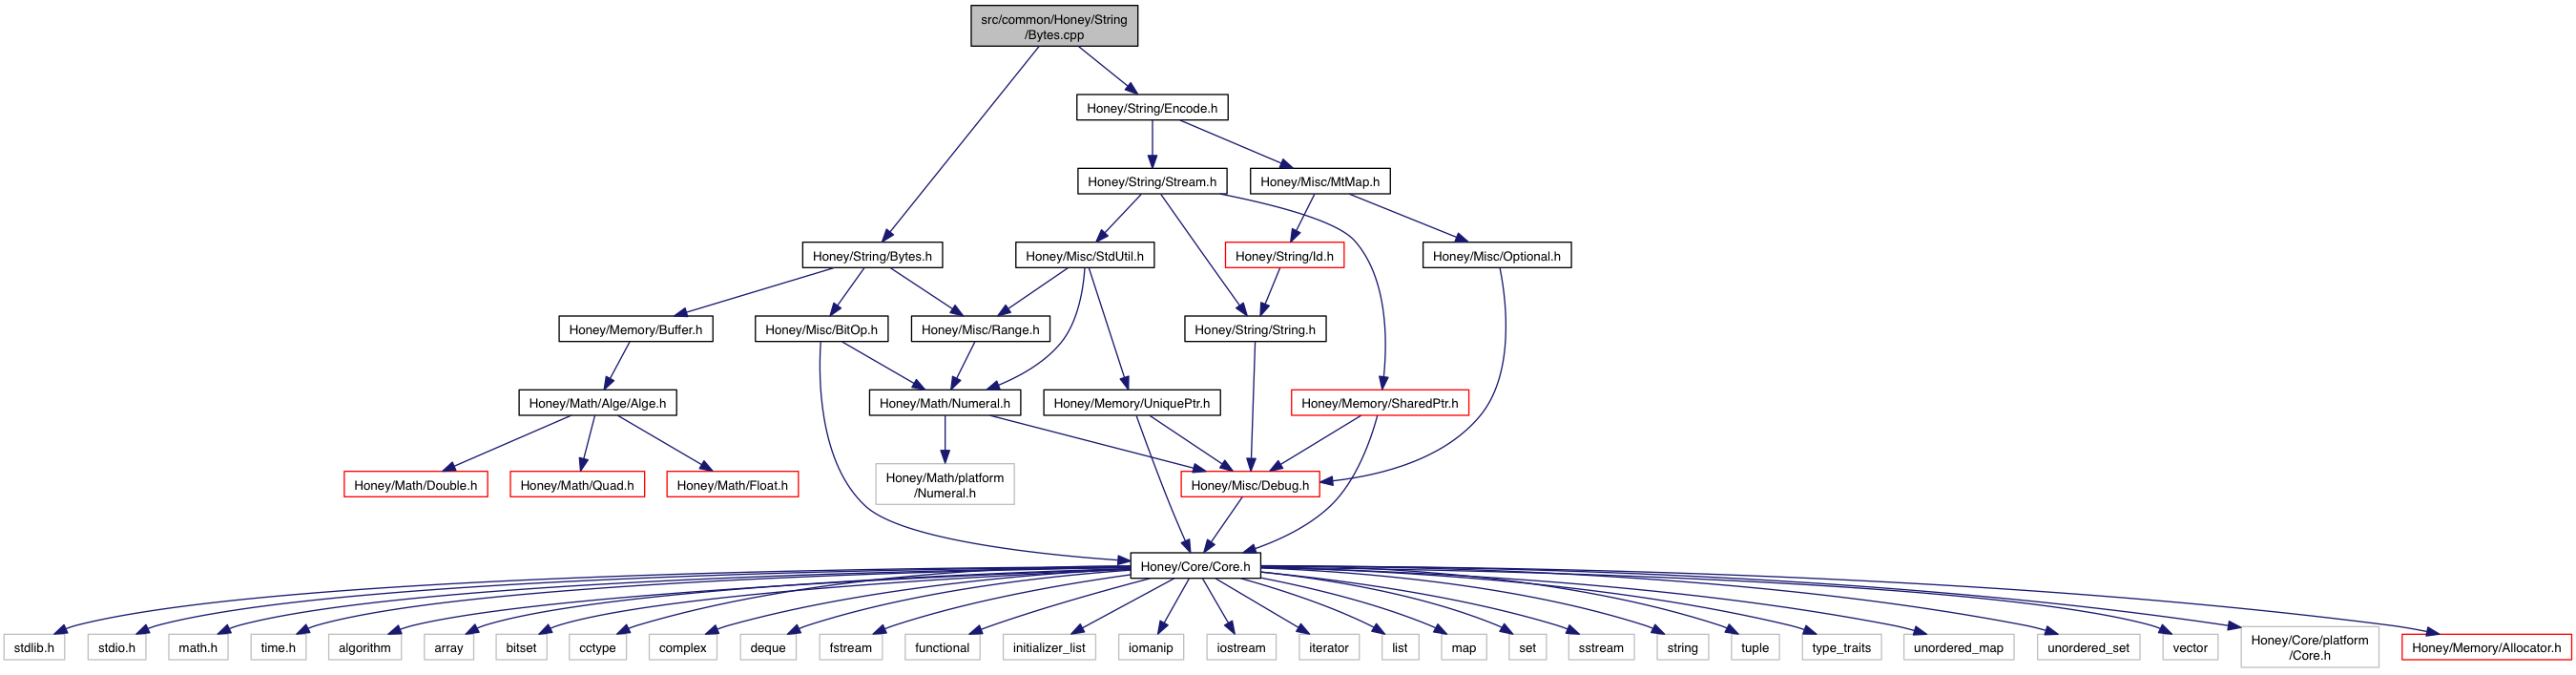 src/common/Honey/String
/Bytes.cpp
Honey/String/Encode.h
Honey/String/Stream.h
Honey/Misc/MtMap.h
Honey/String/Bytes.h
Honey/Misc/StdUtil.h
Honey/String/Id.h
Honey/Misc/Optional.h
Honey/Memory/Buffer.h
Honey/Misc/BitOp.h
Honey/Misc/Range.h
Honey/String/String.h
Honey/Math/Alge/Alge.h
Honey/Math/Numeral.h
Honey/Memory/UniquePtr.h
Honey/Memory/SharedPtr.h
Honey/Math/Double.h
Honey/Math/Quad.h
Honey/Math/Float.h
Honey/Math/platform
/Numeral.h
Honey/Misc/Debug.h
Honey/Core/Core.h
stdlib.h
stdio.h
math.h
time.h
algorithm
array
bitset
cctype
complex
deque
fstream
functional
initializer_list
iomanip
iostream
iterator
list
map
set
sstream
string
tuple
type_traits
unordered_map
unordered_set
vector
Honey/Core/platform
/Core.h
Honey/Memory/Allocator.h